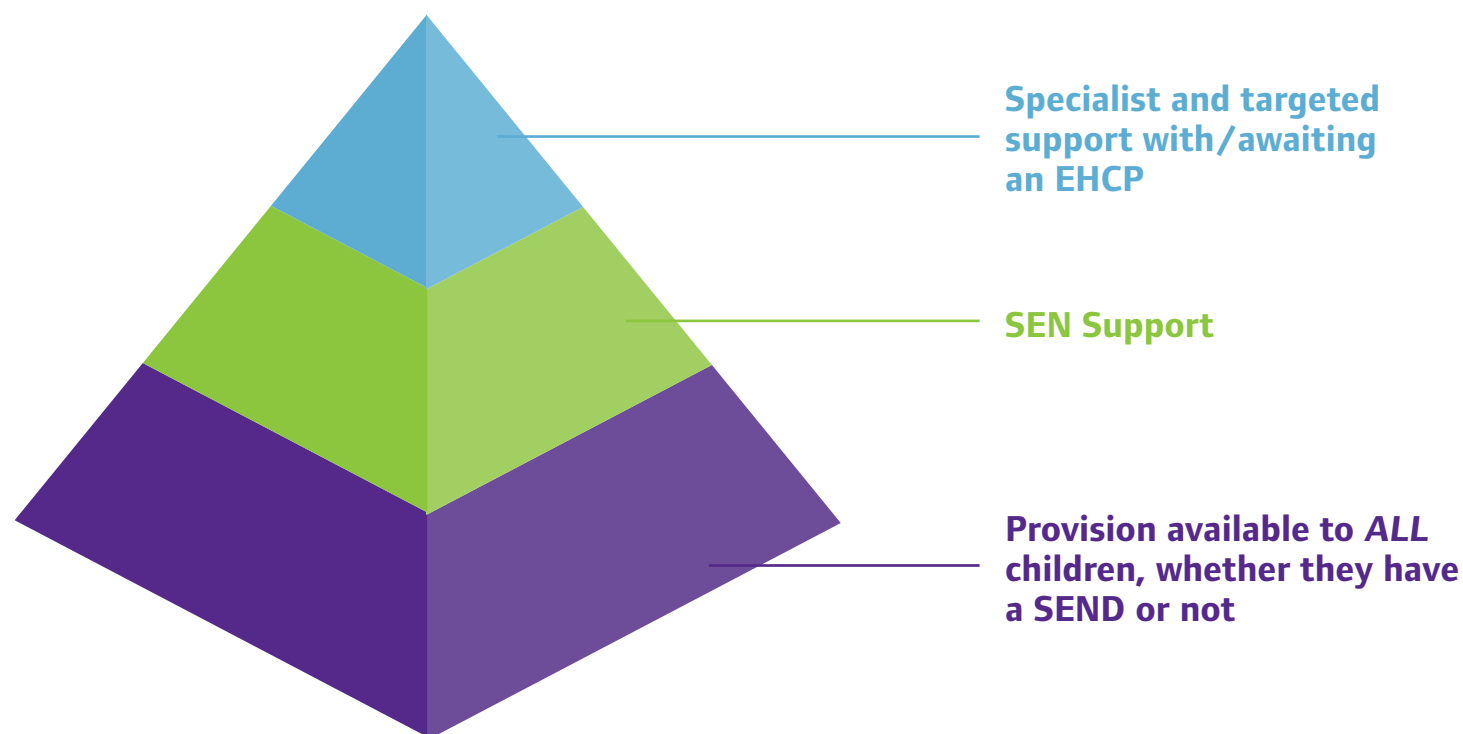 Specialist and targeted
support with/awaiting
an EHCP
SEN Support
Provision available to ALL
children, whether they have
a SEND or not